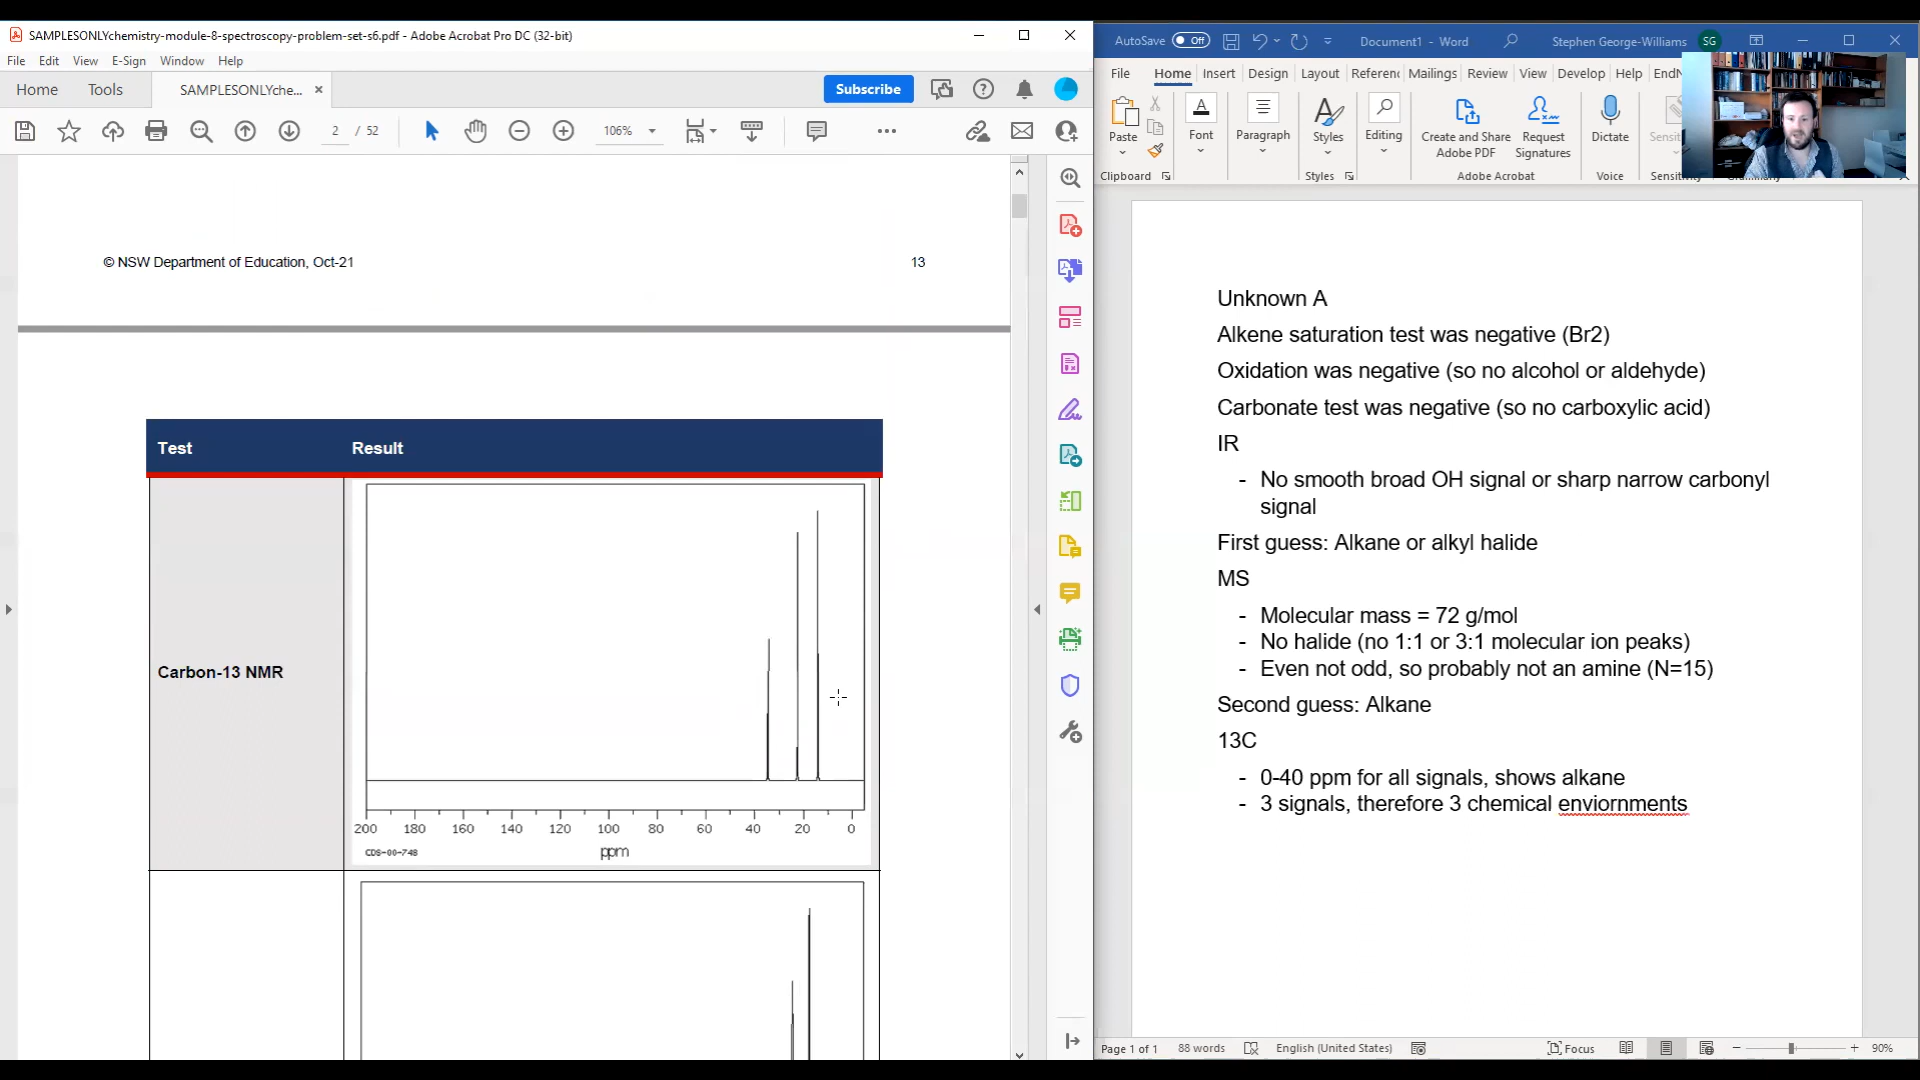 SAMPLESONLYchemistry-module-8-spectroscopy-problem-set-s6.pdf - Adobe Acrobat Pro DC (32-bit)
File Edit View E-Sign Window Help
Home Tools SAMPLESONLYche... ×
Subscribe
2 / 52
106%
© NSW Department of Education, Oct-21 13
Test Result
Carbon-13 NMR
200 180 160 140 120 100 80 60 40 20 0
CDS-00-748
ppm
AutoSave Off Document1 - Word Stephen George-Williams SG
File Home Insert Design Layout Referenc Mailings Review View Develop Help EndN
Paste
Font
Paragraph
Styles
Editing
Create and Share
Adobe PDF
Request
Signatures
Dictate
Sensit
Clipboard Styles Adobe Acrobat Voice
Unknown A
Alkene saturation test was negative (Br2)
Oxidation was negative (so no alcohol or aldehyde)
Carbonate test was negative (so no carboxylic acid)
IR
- No smooth broad OH signal or sharp narrow carbonyl
signal
First guess: Alkane or alkyl halide
MS
- Molecular mass = 72 g/mol
- No halide (no 1:1 or 3:1 molecular ion peaks)
- Even not odd, so probably not an amine (N=15)
Second guess: Alkane
13C
- 0-40 ppm for all signals, shows alkane
- 3 signals, therefore 3 chemical enviornments
Page 1 of 1 88 words English (United States) Focus 90%